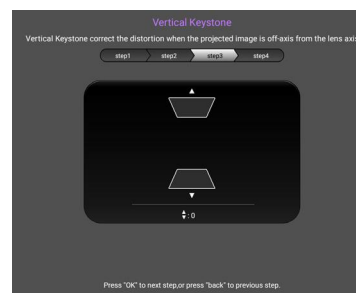 Vertical Keystone
Vertical Keystone correct the distortion when the projected image is off-axis from the lens axis
step1 step2 step3 step4
: 0
Press "OK" to next step,or press "back" to previous step.